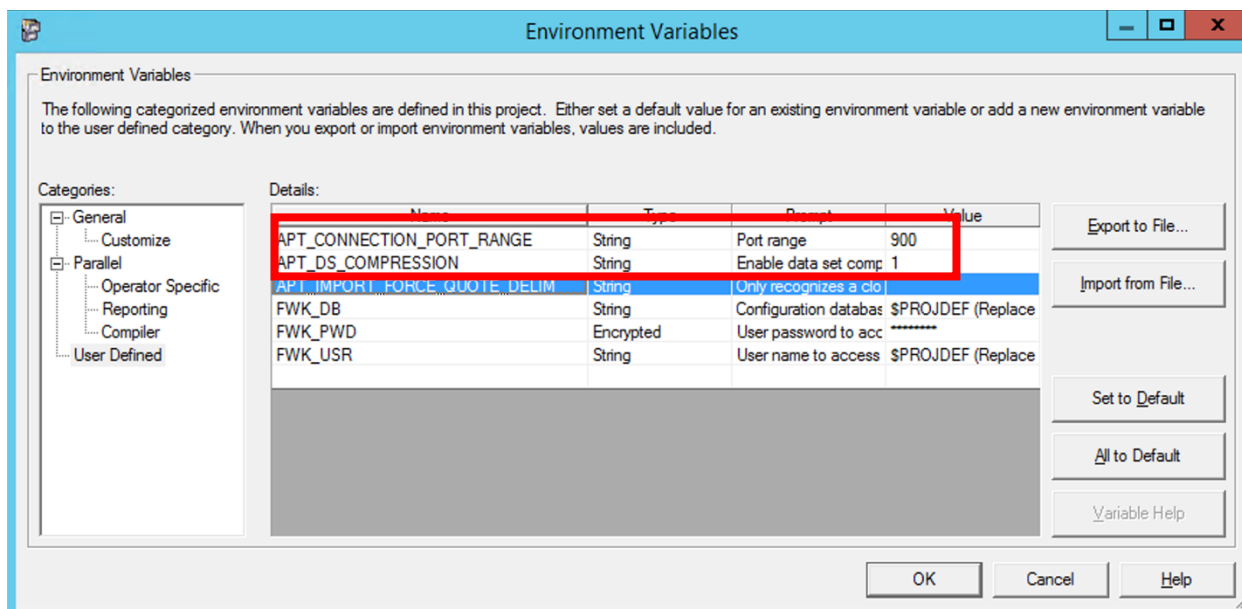 Environment Variables
Environment Variables
The following categorized environment variables are defined in this project. Either set a default value for an existing environment variable or add a new environment variable
to the user defined category. When you export or import environment variables, values are included.
Categories:
Details:
General
Customize
Parallel
Operator Specific
Reporting
Compiler
User Defined
Name Type Prompt Value
APT_CONNECTION_PORT_RANGE String Port range 900
APT_DS_COMPRESSION String Enable data set comp 1
APT_IMPORT_FORCE_QUOTE_DELIM String Only recognizes a clo
FWK_DB String Configuration databas $PROJDEF (Replace
FWK_PWD Encrypted User password to acc ********
FWK_USR String User name to access $PROJDEF (Replace
Export to File...
Import from File...
Set to Default
All to Default
Variable Help
OK Cancel Help